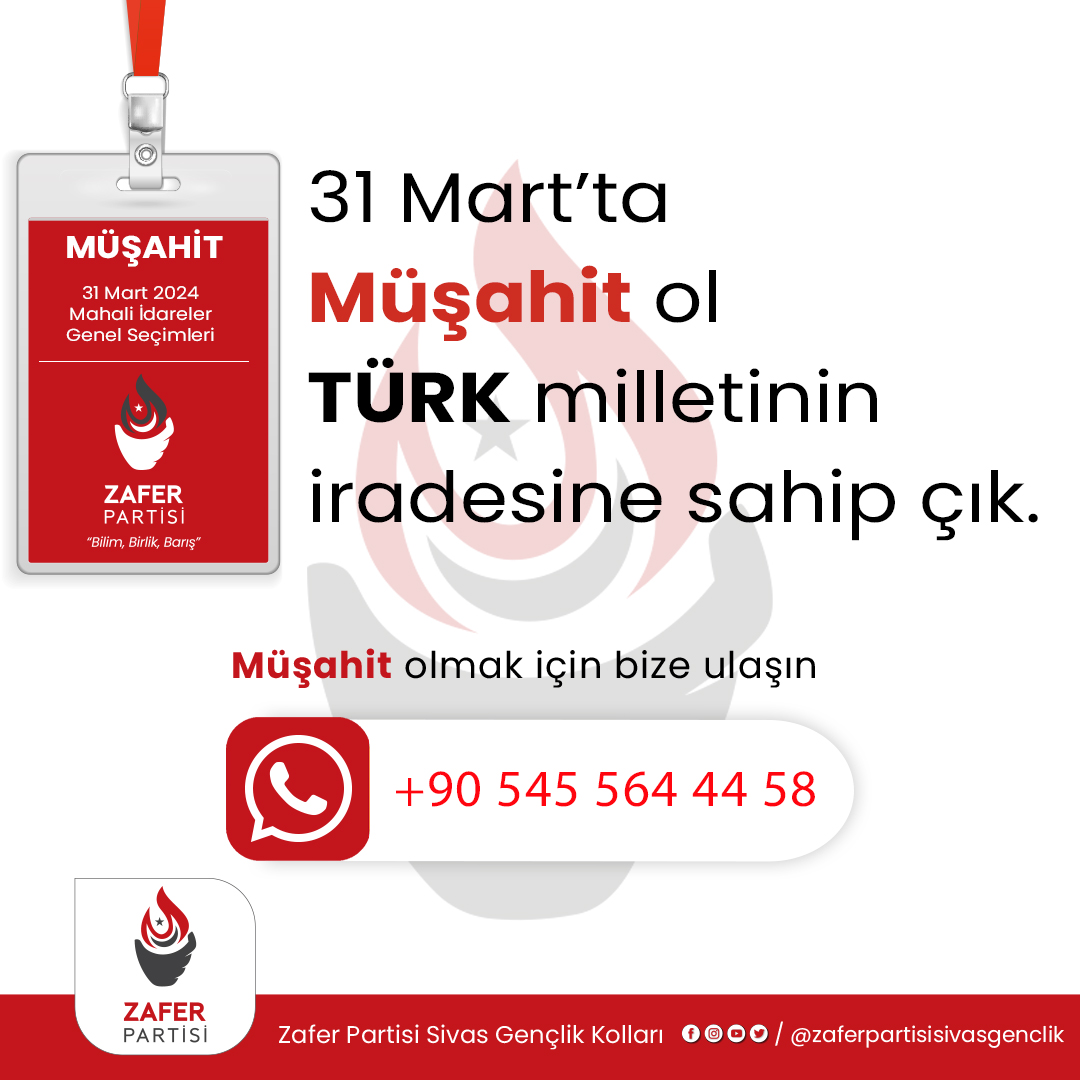 MÜŞAHİT
31 Mart 2024
Mahali İdareler
Genel Seçimleri
ZAFER
PARTİSİ
“Bilim, Birlik, Barış”
31 Mart’ta
Müşahit ol
TÜRK milletinin
iradesine sahip çık.
Müşahit olmak için bize ulaşın
+90 545 564 44 58
ZAFER
PARTİSİ
Zafer Partisi Sivas Gençlik Kolları / @zaferpartisisivasgenclik